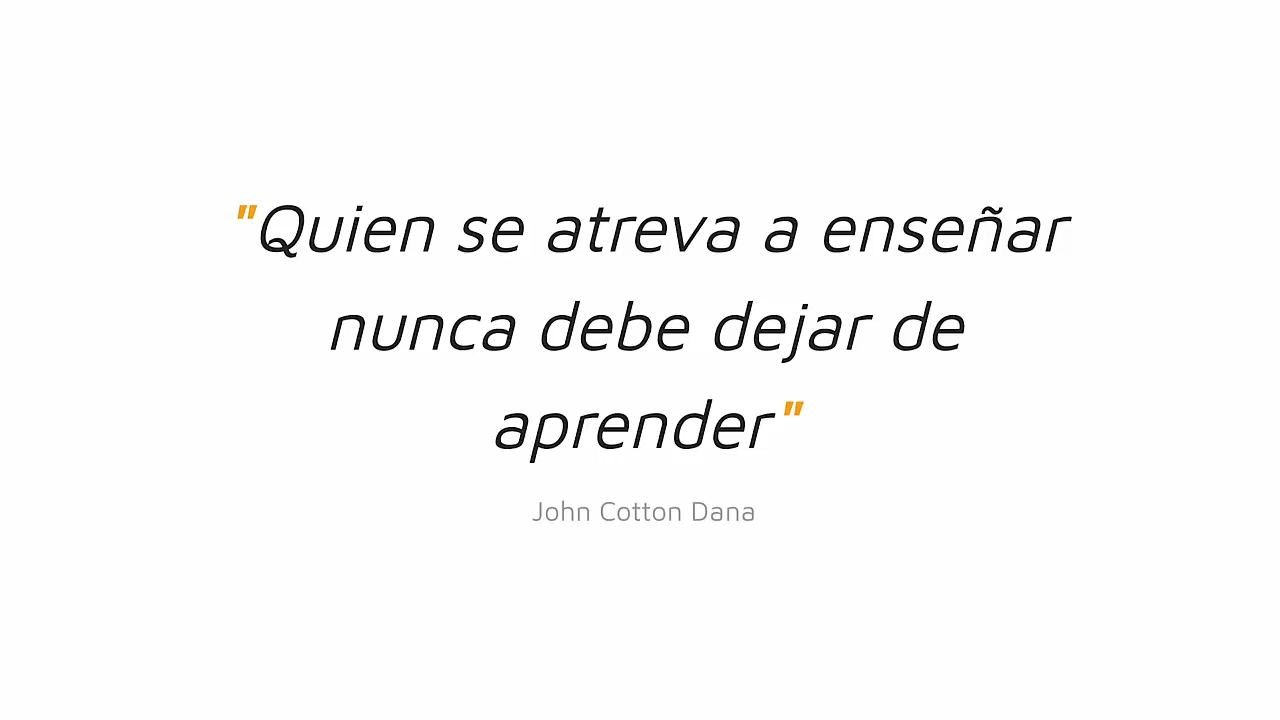 "Quien se atreva a enseñar
nunca debe dejar de
aprender"
John Cotton Dana